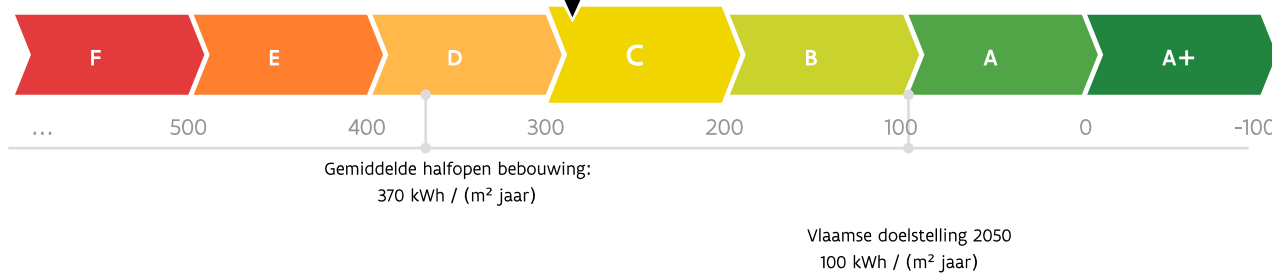 F E D C B A A+
... 500 400 300 200 100 0 -100
Gemiddelde halfopen bebouwing:
370 kWh / (m² jaar)
Vlaamse doelstelling 2050
100 kWh / (m² jaar)